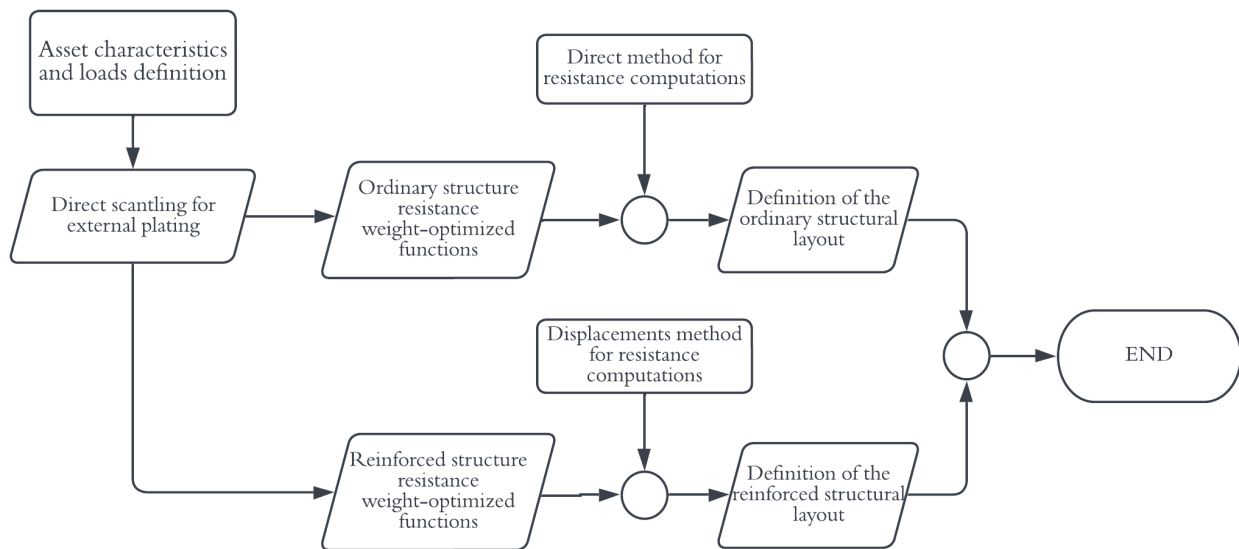 Asset characteristics
and loads definition
Direct method for
resistance computations
Direct scantling for
external plating
Ordinary structure
resistance
weight-optimized
functions
Definition of the
ordinary structural
layout
Displacements method
for resistance
computations
END
Reinforced structure
resistance
weight-optimized
functions
Definition of the
reinforced structural
layout